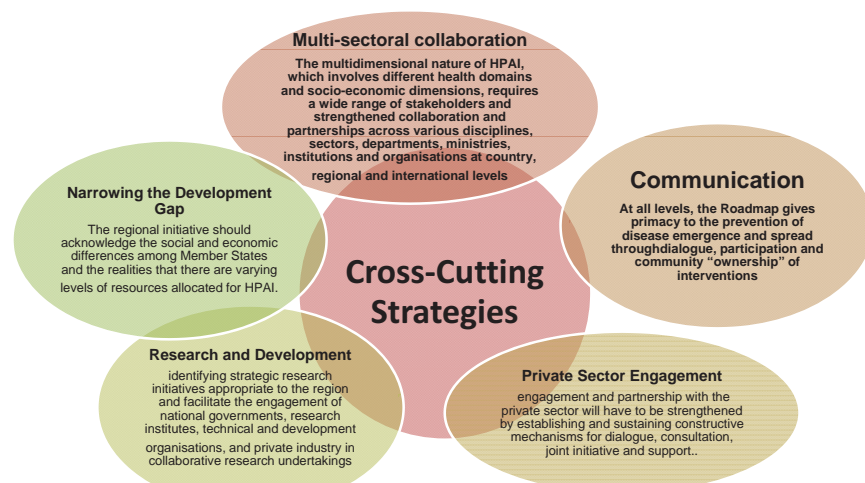 Multi-sectoral collaboration
The multidimensional nature of HPAI,
which involves different health domains
and socio-economic dimensions, requires
a wide range of stakeholders and
strengthened collaboration and
partnerships across various disciplines,
sectors, departments, ministries,
institutions and organisations at country,
regional and international levels
Communication
At all levels, the Roadmap gives
primacy to the prevention of
disease emergence and spread
throughdialogue, participation and
community “ownership” of
interventions
Narrowing the Development
Gap
The regional initiative should
acknowledge the social and economic
differences among Member States
and the realities that there are varying
levels of resources allocated for HPAI.
Cross-Cutting
Strategies
Research and Development
identifying strategic research
initiatives appropriate to the region
and facilitate the engagement of
national governments, research
institutes, technical and development
organisations, and private industry in
collaborative research undertakings
Private Sector Engagement
engagement and partnership with the
private sector will have to be strengthened
by establishing and sustaining constructive
mechanisms for dialogue, consultation,
joint initiative and support..